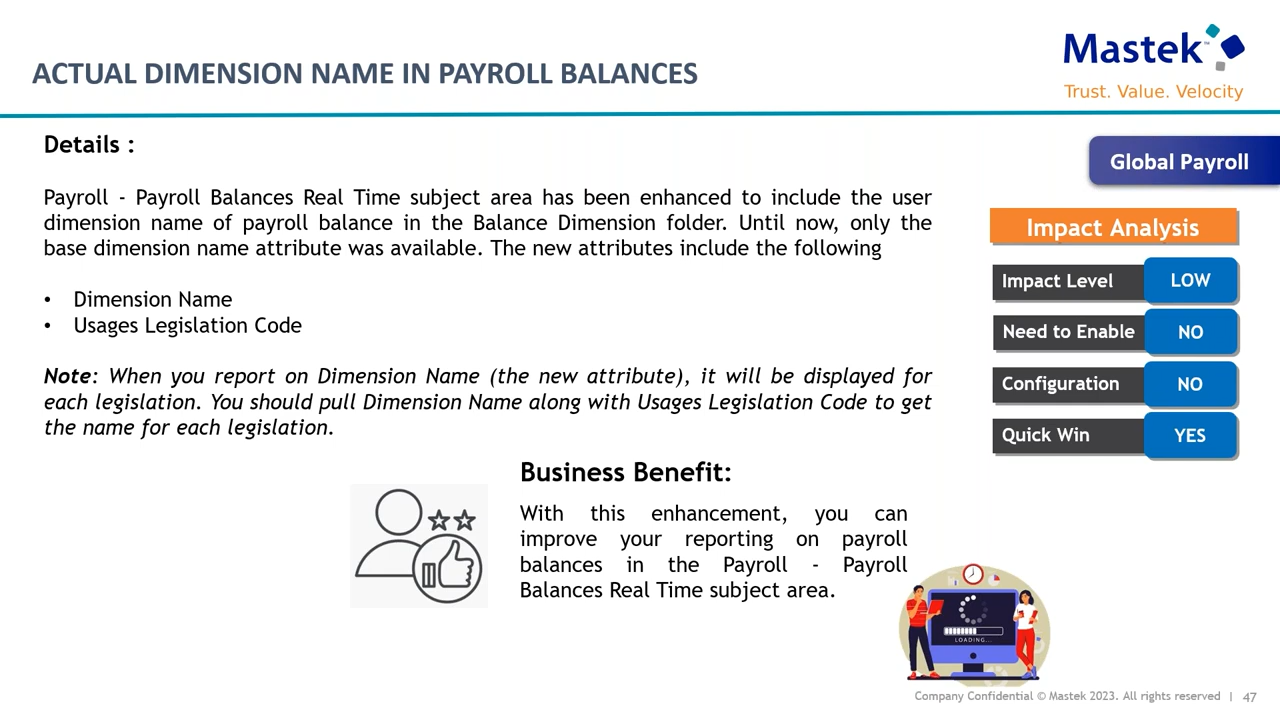 ACTUAL DIMENSION NAME IN PAYROLL BALANCES
Mastek™
Trust. Value. Velocity
Details :
Global Payroll
Payroll - Payroll Balances Real Time subject area has been enhanced to include the user
dimension name of payroll balance in the Balance Dimension folder. Until now, only the
base dimension name attribute was available. The new attributes include the following
• Dimension Name
• Usages Legislation Code
Note: When you report on Dimension Name (the new attribute), it will be displayed for
each legislation. You should pull Dimension Name along with Usages Legislation Code to get
the name for each legislation.
Impact Analysis
Impact Level LOW
Need to Enable NO
Configuration NO
Quick Win YES
Business Benefit:
With this enhancement, you can
improve your reporting on payroll
balances in the Payroll - Payroll
Balances Real Time subject area.
LOADING...
Company Confidential © Mastek 2023. All rights reserved | 47